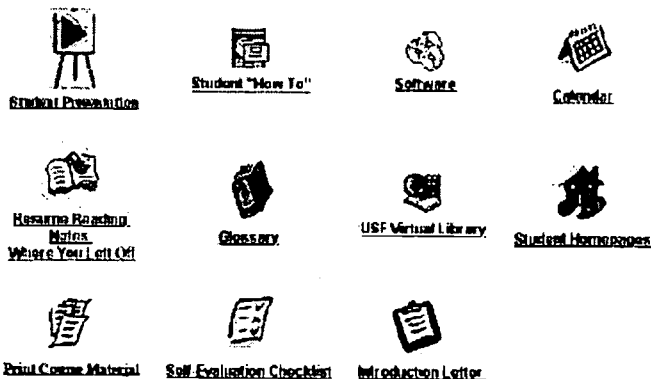 Student Presentation
Student "How To"
Software
Calendar
Resume Reading
Notes
Where You Left Off
Glossary
USF Virtual Library
Student Homepages
Print Course Material
Self-Evaluation Checklist
Introduction Letter